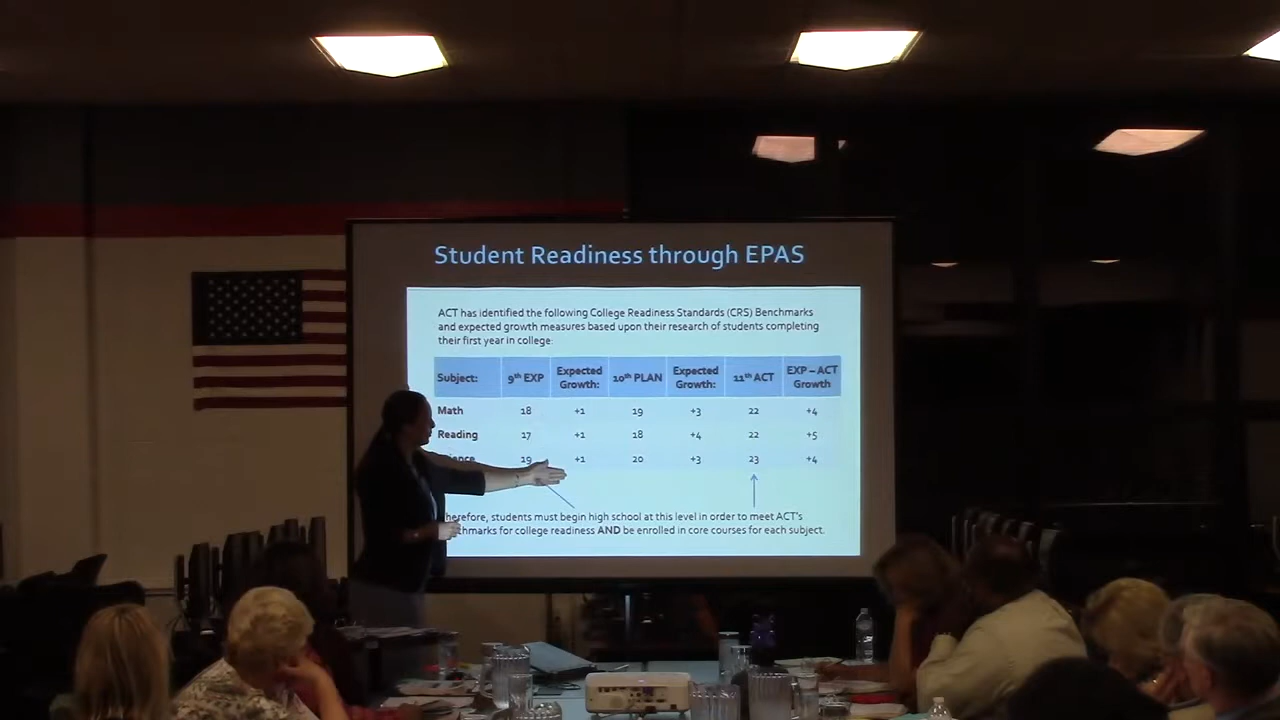 Student Readiness through EPAS
ACT has identified the following College Readiness Standards (CRS) Benchmarks
and expected growth measures based upon their research of students completing
their first year in college:
Subject: 9th EXP Expected Growth: 10th PLAN Expected Growth: 11th ACT EXP – ACT Growth
Math 18 +1 19 +3 22 +4
Reading 17 +1 18 +4 22 +5
19 +1 20 +3 23 +4
students must begin high school at this level in order to meet ACT's
for college readiness AND be enrolled in core courses for each subject.